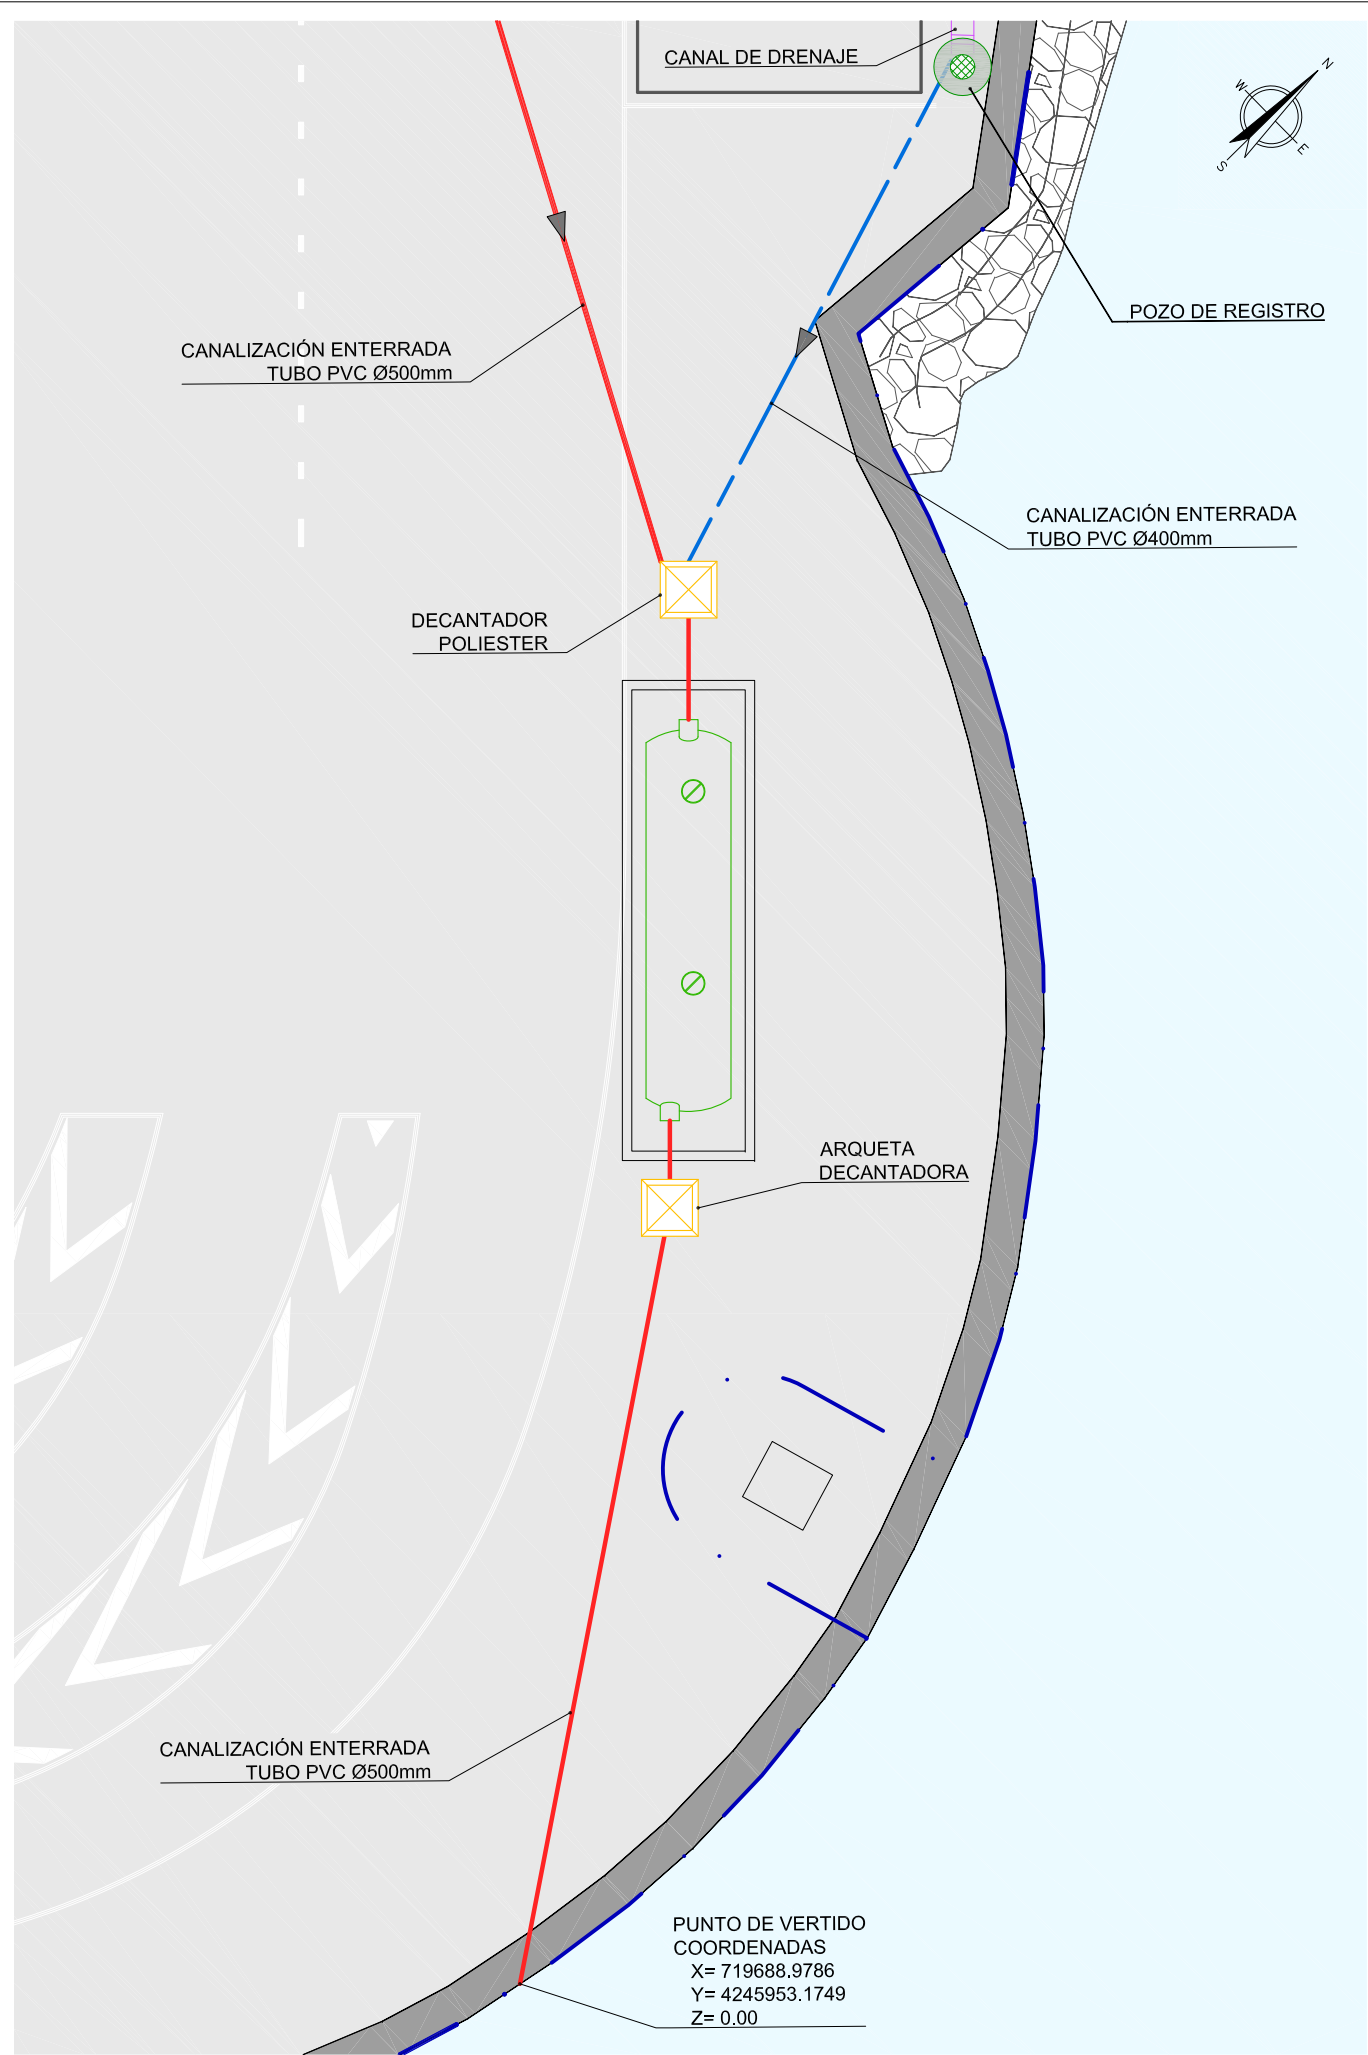 CANAL DE DRENAJE
N
W
E
S
POZO DE REGISTRO
CANALIZACIÓN ENTERRADA
TUBO PVC Ø500mm
CANALIZACIÓN ENTERRADA
TUBO PVC Ø400mm
DECANTADOR
POLIESTER
ARQUETA
DECANTADORA
CANALIZACIÓN ENTERRADA
TUBO PVC Ø500mm
PUNTO DE VERTIDO
COORDENADAS
X= 719688.9786
Y= 4245953.1749
Z= 0.00